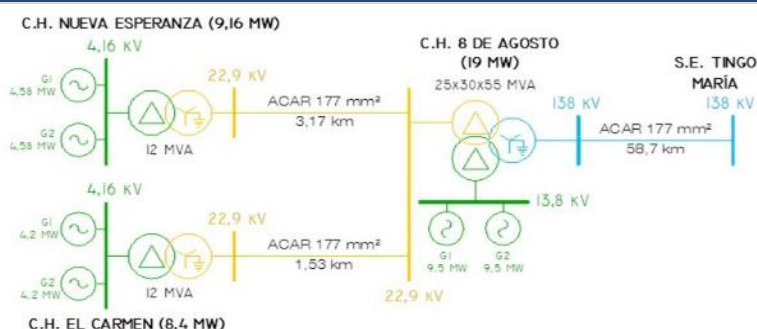 C.H. NUEVA ESPERANZA (9,16 MW)
4,16 KV
G1
4,58 MW
G2
4,58 MW
12 MVA
22,9 KV
ACAR 177 mm²
3,17 km
4,16 KV
G1
4,2 MW
G2
4,2 MW
12 MVA
22,9 KV
ACAR 177 mm²
1,53 km
22,9 KV
C.H. EL CARMEN (8,4 MW)
C.H. 8 DE AGOSTO
(19 MW)
25x30x55 MVA
138 KV
13,8 KV
G1
9,5 MW
G2
9,5 MW
ACAR 177 mm²
58,7 km
S.E. TINGO
MARÍA
138 KV